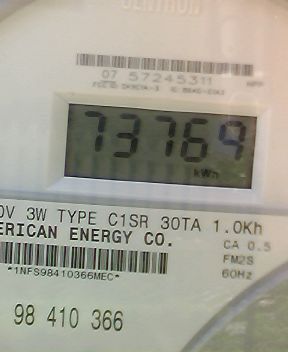 CENTRON
07 57245311
73769
kWh
0V 3W TYPE C1SR 30TA 1.0Kh
ERICAN ENERGY CO.
CA 0.5
FM2S
*1NFS98410366MEC*
60Hz
98 410 366